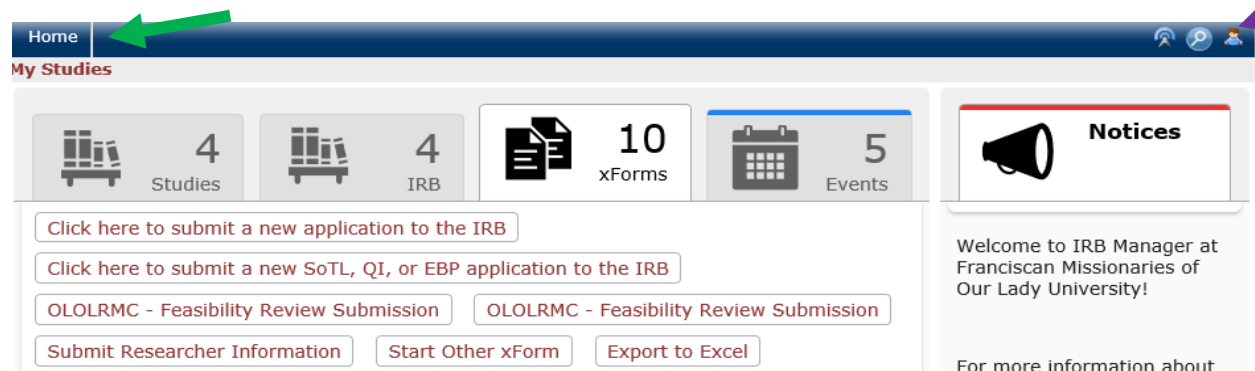 Home
My Studies
4
Studies
4
IRB
10
xForms
5
Events
Click here to submit a new application to the IRB
Click here to submit a new SoTL, QI, or EBP application to the IRB
OLOLRMC - Feasibility Review Submission
OLOLRMC - Feasibility Review Submission
Submit Researcher Information
Start Other xForm
Export to Excel
Notices
Welcome to IRB Manager at
Franciscan Missionaries of
Our Lady University!
For more information about